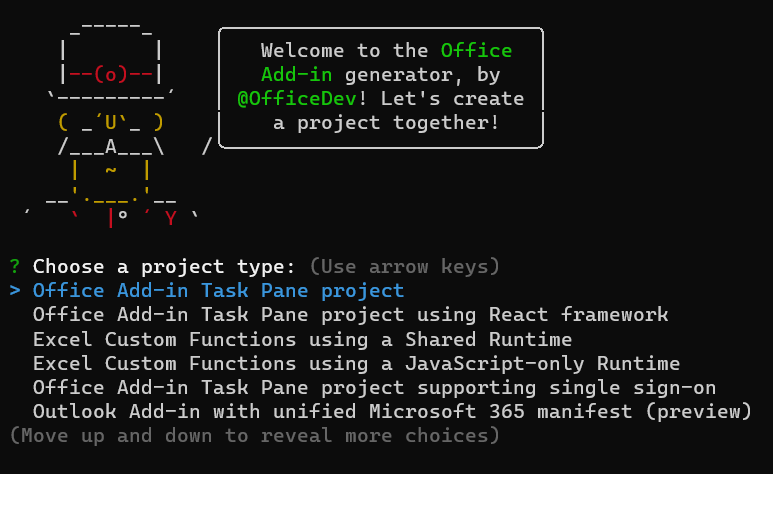 Welcome to the Office
Add-in generator, by
@OfficeDev! Let's create
a project together!
? Choose a project type: (Use arrow keys)
> Office Add-in Task Pane project
Office Add-in Task Pane project using React framework
Excel Custom Functions using a Shared Runtime
Excel Custom Functions using a JavaScript-only Runtime
Office Add-in Task Pane project supporting single sign-on
Outlook Add-in with unified Microsoft 365 manifest (preview)
(Move up and down to reveal more choices)